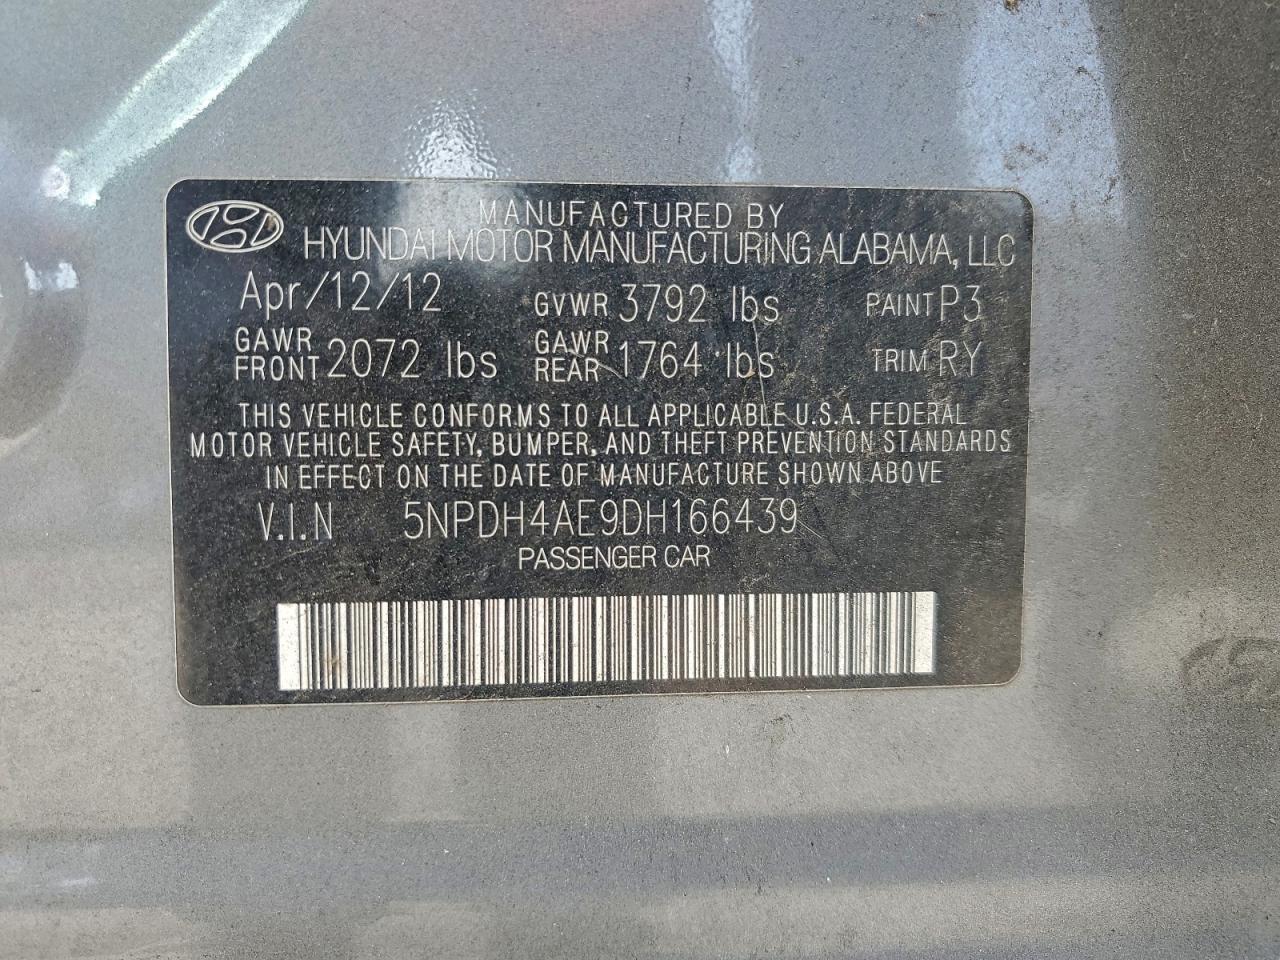 MANUFACTURED BY
HYUNDAI MOTOR MANUFACTURING ALABAMA, LLC
Apr/12/12 GVWR 3792 lbs PAINT P3
GAWR FRONT 2072 lbs GAWR REAR 1764 lbs TRIM RY
THIS VEHICLE CONFORMS TO ALL APPLICABLE U.S.A. FEDERAL
MOTOR VEHICLE SAFETY, BUMPER, AND THEFT PREVENTION STANDARDS
IN EFFECT ON THE DATE OF MANUFACTURE SHOWN ABOVE
V.I.N 5NPDH4AE9DH166439
PASSENGER CAR